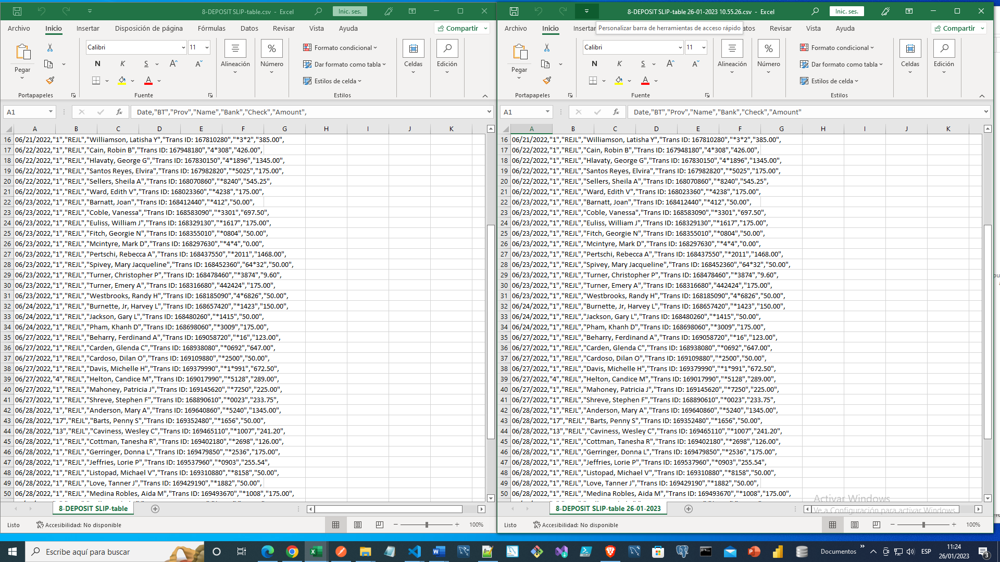 8-DEPOSIT SLIP-table.csv - Excel
Inic. ses.
Archivo Inicio Insertar Disposición de página Fórmulas Datos Revisar Vista Ayuda Compartir
Pegar
Calibri 11
N K S A A
A
Alineación
% Número
Formato condicional
Dar formato como tabla
Estilos de celda
Celdas
Edición
Portapapeles Fuente Estilos
A1 fx Date,"BT","Prov","Name","Bank","Check","Amount",
A B C D E F G H I J K
16 06/21/2022,"1","REJL","Williamson, Latisha Y","Trans ID: 167810280","*3*2","385.00",
17 06/22/2022,"1","REJL","Cain, Robin B","Trans ID: 167948180","4*308","426.00",
18 06/22/2022,"1","REJL","Hlavaty, George G","Trans ID: 167830150","4*1896","1345.00",
19 06/22/2022,"1","REJL","Santos Reyes, Elvira","Trans ID: 167982820","*5025","175.00",
20 06/22/2022,"1","REJL","Sellers, Sheila A","Trans ID: 168070860","*8240","545.25",
21 06/22/2022,"1","REJL","Ward, Edith V","Trans ID: 168023360","*4238","175.00",
22 06/23/2022,"1","REJL","Barnatt, Joan","Trans ID: 168412440","*412","50.00",
23 06/23/2022,"1","REJL","Coble, Vanessa","Trans ID: 168583090","*3301","697.50",
24 06/23/2022,"1","REJL","Euliss, William J","Trans ID: 168329130","*1617","175.00",
25 06/23/2022,"1","REJL","Fitch, Georgie N","Trans ID: 168355010","*0804","50.00",
26 06/23/2022,"1","REJL","Mcintyre, Mark D","Trans ID: 168297630","*4*4","0.00",
27 06/23/2022,"1","REJL","Pertschi, Rebecca A","Trans ID: 168437550","*2011","1468.00",
28 06/23/2022,"1","REJL","Spivey, Mary Jacqueline","Trans ID: 168452360","64*32","50.00",
29 06/23/2022,"1","REJL","Turner, Christopher P","Trans ID: 168478460","*3874","9.60",
30 06/23/2022,"1","REJL","Turner, Emery A","Trans ID: 168316680","442424","175.00",
31 06/23/2022,"1","REJL","Westbrooks, Randy H","Trans ID: 168185090","4*6826","50.00",
32 06/24/2022,"1","REJL","Burnette, Jr, Harvey L","Trans ID: 168657420","*1423","150.00",
33 06/24/2022,"1","REJL","Jackson, Gary L","Trans ID: 168480260","*1415","50.00",
34 06/24/2022,"1","REJL","Pham, Khanh D","Trans ID: 168698060","*3009","175.00",
35 06/27/2022,"1","REJL","Beharry, Ferdinand A","Trans ID: 169058720","*16","123.00",
36 06/27/2022,"1","REJL","Carden, Glenda C","Trans ID: 168938080","*0692","647.00",
37 06/27/2022,"1","REJL","Cardoso, Dilan O","Trans ID: 169109880","*2500","50.00",
38 06/27/2022,"1","REJL","Davis, Michelle H","Trans ID: 169379990","*1*991","672.50",
39 06/27/2022,"4","REJL","Helton, Candice M","Trans ID: 169017990","*5128","289.00",
40 06/27/2022,"1","REJL","Mahoney, Patricia J","Trans ID: 169145620","*7250","225.00",
41 06/27/2022,"1","REJL","Shreve, Stephen F","Trans ID: 168890610","*0023","233.75",
42 06/28/2022,"1","REJL","Anderson, Mary A","Trans ID: 169640860","*5240","1345.00",
43 06/28/2022,"17","REJL","Barts, Penny S","Trans ID: 169352480","*1656","50.00",
44 06/28/2022,"13","REJL","Caviness, Wesley C","Trans ID: 169465110","*1007","241.20",
45 06/28/2022,"1","REJL","Cottman, Tanesha R","Trans ID: 169402180","*2698","126.00",
46 06/28/2022,"1","REJL","Gerringer, Donna L","Trans ID: 169479850","*2536","175.00",
47 06/28/2022,"1","REJL","Jeffries, Lorie P","Trans ID: 169537960","*0903","255.54",
48 06/28/2022,"1","REJL","Listopad, Michael V","Trans ID: 169310880","*8158","50.00",
49 06/28/2022,"1","REJL","Love, Tanner J","Trans ID: 169429190","*1882","50.00",
50 06/28/2022,"1","REJL","Medina Robles, Aida M","Trans ID: 169493670","*1008","175.00",
8-DEPOSIT SLIP-table
Listo Accesibilidad: No disponible 100%
8-DEPOSIT SLIP-table 26-01-2023 10.55.26.csv - Excel
Inic. ses.
Archivo Inicio Insertar Personalizar barra de herramientas de acceso rápido atos Revisar Vista Ayuda Compartir
Pegar
Calibri 11
N K S A A
A
Alineación
% Número
Formato condicional
Dar formato como tabla
Estilos de celda
Celdas
Edición
Portapapeles Fuente Estilos
A1 fx Date,"BT","Prov","Name","Bank","Check","Amount"
A B C D E F G H I J K
16 06/21/2022,"1","REJL","Williamson, Latisha Y","Trans ID: 167810280","*3*2","385.00",
17 06/22/2022,"1","REJL","Cain, Robin B","Trans ID: 167948180","4*308","426.00",
18 06/22/2022,"1","REJL","Hlavaty, George G","Trans ID: 167830150","4*1896","1345.00",
19 06/22/2022,"1","REJL","Santos Reyes, Elvira","Trans ID: 167982820","*5025","175.00",
20 06/22/2022,"1","REJL","Sellers, Sheila A","Trans ID: 168070860","*8240","545.25",
21 06/22/2022,"1","REJL","Ward, Edith V","Trans ID: 168023360","*4238","175.00",
22 06/23/2022,"1","REJL","Barnatt, Joan","Trans ID: 168412440","*412","50.00",
23 06/23/2022,"1","REJL","Coble, Vanessa","Trans ID: 168583090","*3301","697.50",
24 06/23/2022,"1","REJL","Euliss, William J","Trans ID: 168329130","*1617","175.00",
25 06/23/2022,"1","REJL","Fitch, Georgie N","Trans ID: 168355010","*0804","50.00",
26 06/23/2022,"1","REJL","Mcintyre, Mark D","Trans ID: 168297630","*4*4","0.00",
27 06/23/2022,"1","REJL","Pertschi, Rebecca A","Trans ID: 168437550","*2011","1468.00",
28 06/23/2022,"1","REJL","Spivey, Mary Jacqueline","Trans ID: 168452360","64*32","50.00",
29 06/23/2022,"1","REJL","Turner, Christopher P","Trans ID: 168478460","*3874","9.60",
30 06/23/2022,"1","REJL","Turner, Emery A","Trans ID: 168316680","442424","175.00",
31 06/23/2022,"1","REJL","Westbrooks, Randy H","Trans ID: 168185090","4*6826","50.00",
32 06/24/2022,"1","REJL","Burnette, Jr, Harvey L","Trans ID: 168657420","*1423","150.00",
33 06/24/2022,"1","REJL","Jackson, Gary L","Trans ID: 168480260","*1415","50.00",
34 06/24/2022,"1","REJL","Pham, Khanh D","Trans ID: 168698060","*3009","175.00",
35 06/27/2022,"1","REJL","Beharry, Ferdinand A","Trans ID: 169058720","*16","123.00",
36 06/27/2022,"1","REJL","Carden, Glenda C","Trans ID: 168938080","*0692","647.00",
37 06/27/2022,"1","REJL","Cardoso, Dilan O","Trans ID: 169109880","*2500","50.00",
38 06/27/2022,"1","REJL","Davis, Michelle H","Trans ID: 169379990","*1*991","672.50",
39 06/27/2022,"4","REJL","Helton, Candice M","Trans ID: 169017990","*5128","289.00",
40 06/27/2022,"1","REJL","Mahoney, Patricia J","Trans ID: 169145620","*7250","225.00",
41 06/27/2022,"1","REJL","Shreve, Stephen F","Trans ID: 168890610","*0023","233.75",
42 06/28/2022,"1","REJL","Anderson, Mary A","Trans ID: 169640860","*5240","1345.00",
43 06/28/2022,"17","REJL","Barts, Penny S","Trans ID: 169352480","*1656","50.00",
44 06/28/2022,"13","REJL","Caviness, Wesley C","Trans ID: 169465110","*1007","241.20",
45 06/28/2022,"1","REJL","Cottman, Tanesha R","Trans ID: 169402180","*2698","126.00",
46 06/28/2022,"1","REJL","Gerringer, Donna L","Trans ID: 169479850","*2536","175.00",
47 06/28/2022,"1","REJL","Jeffries, Lorie P","Trans ID: 169537960","*0903","255.54",
48 06/28/2022,"1","REJL","Listopad, Michael V","Trans ID: 169310880","*8158","50.00",
49 06/28/2022,"1","REJL","Love, Tanner J","Trans ID: 169429190","*1882","50.00",
50 06/28/2022,"1","REJL","Medina Robles, Aida M","Trans ID: 169493670","*1008","175.00",
Activar Windows
Ve a Configuración para activar Windows.
8-DEPOSIT SLIP-table 26-01-2023
Listo Accesibilidad: No disponible 100%
Escribe aquí para buscar
Documentos ESP 11:24
26/01/2023
3